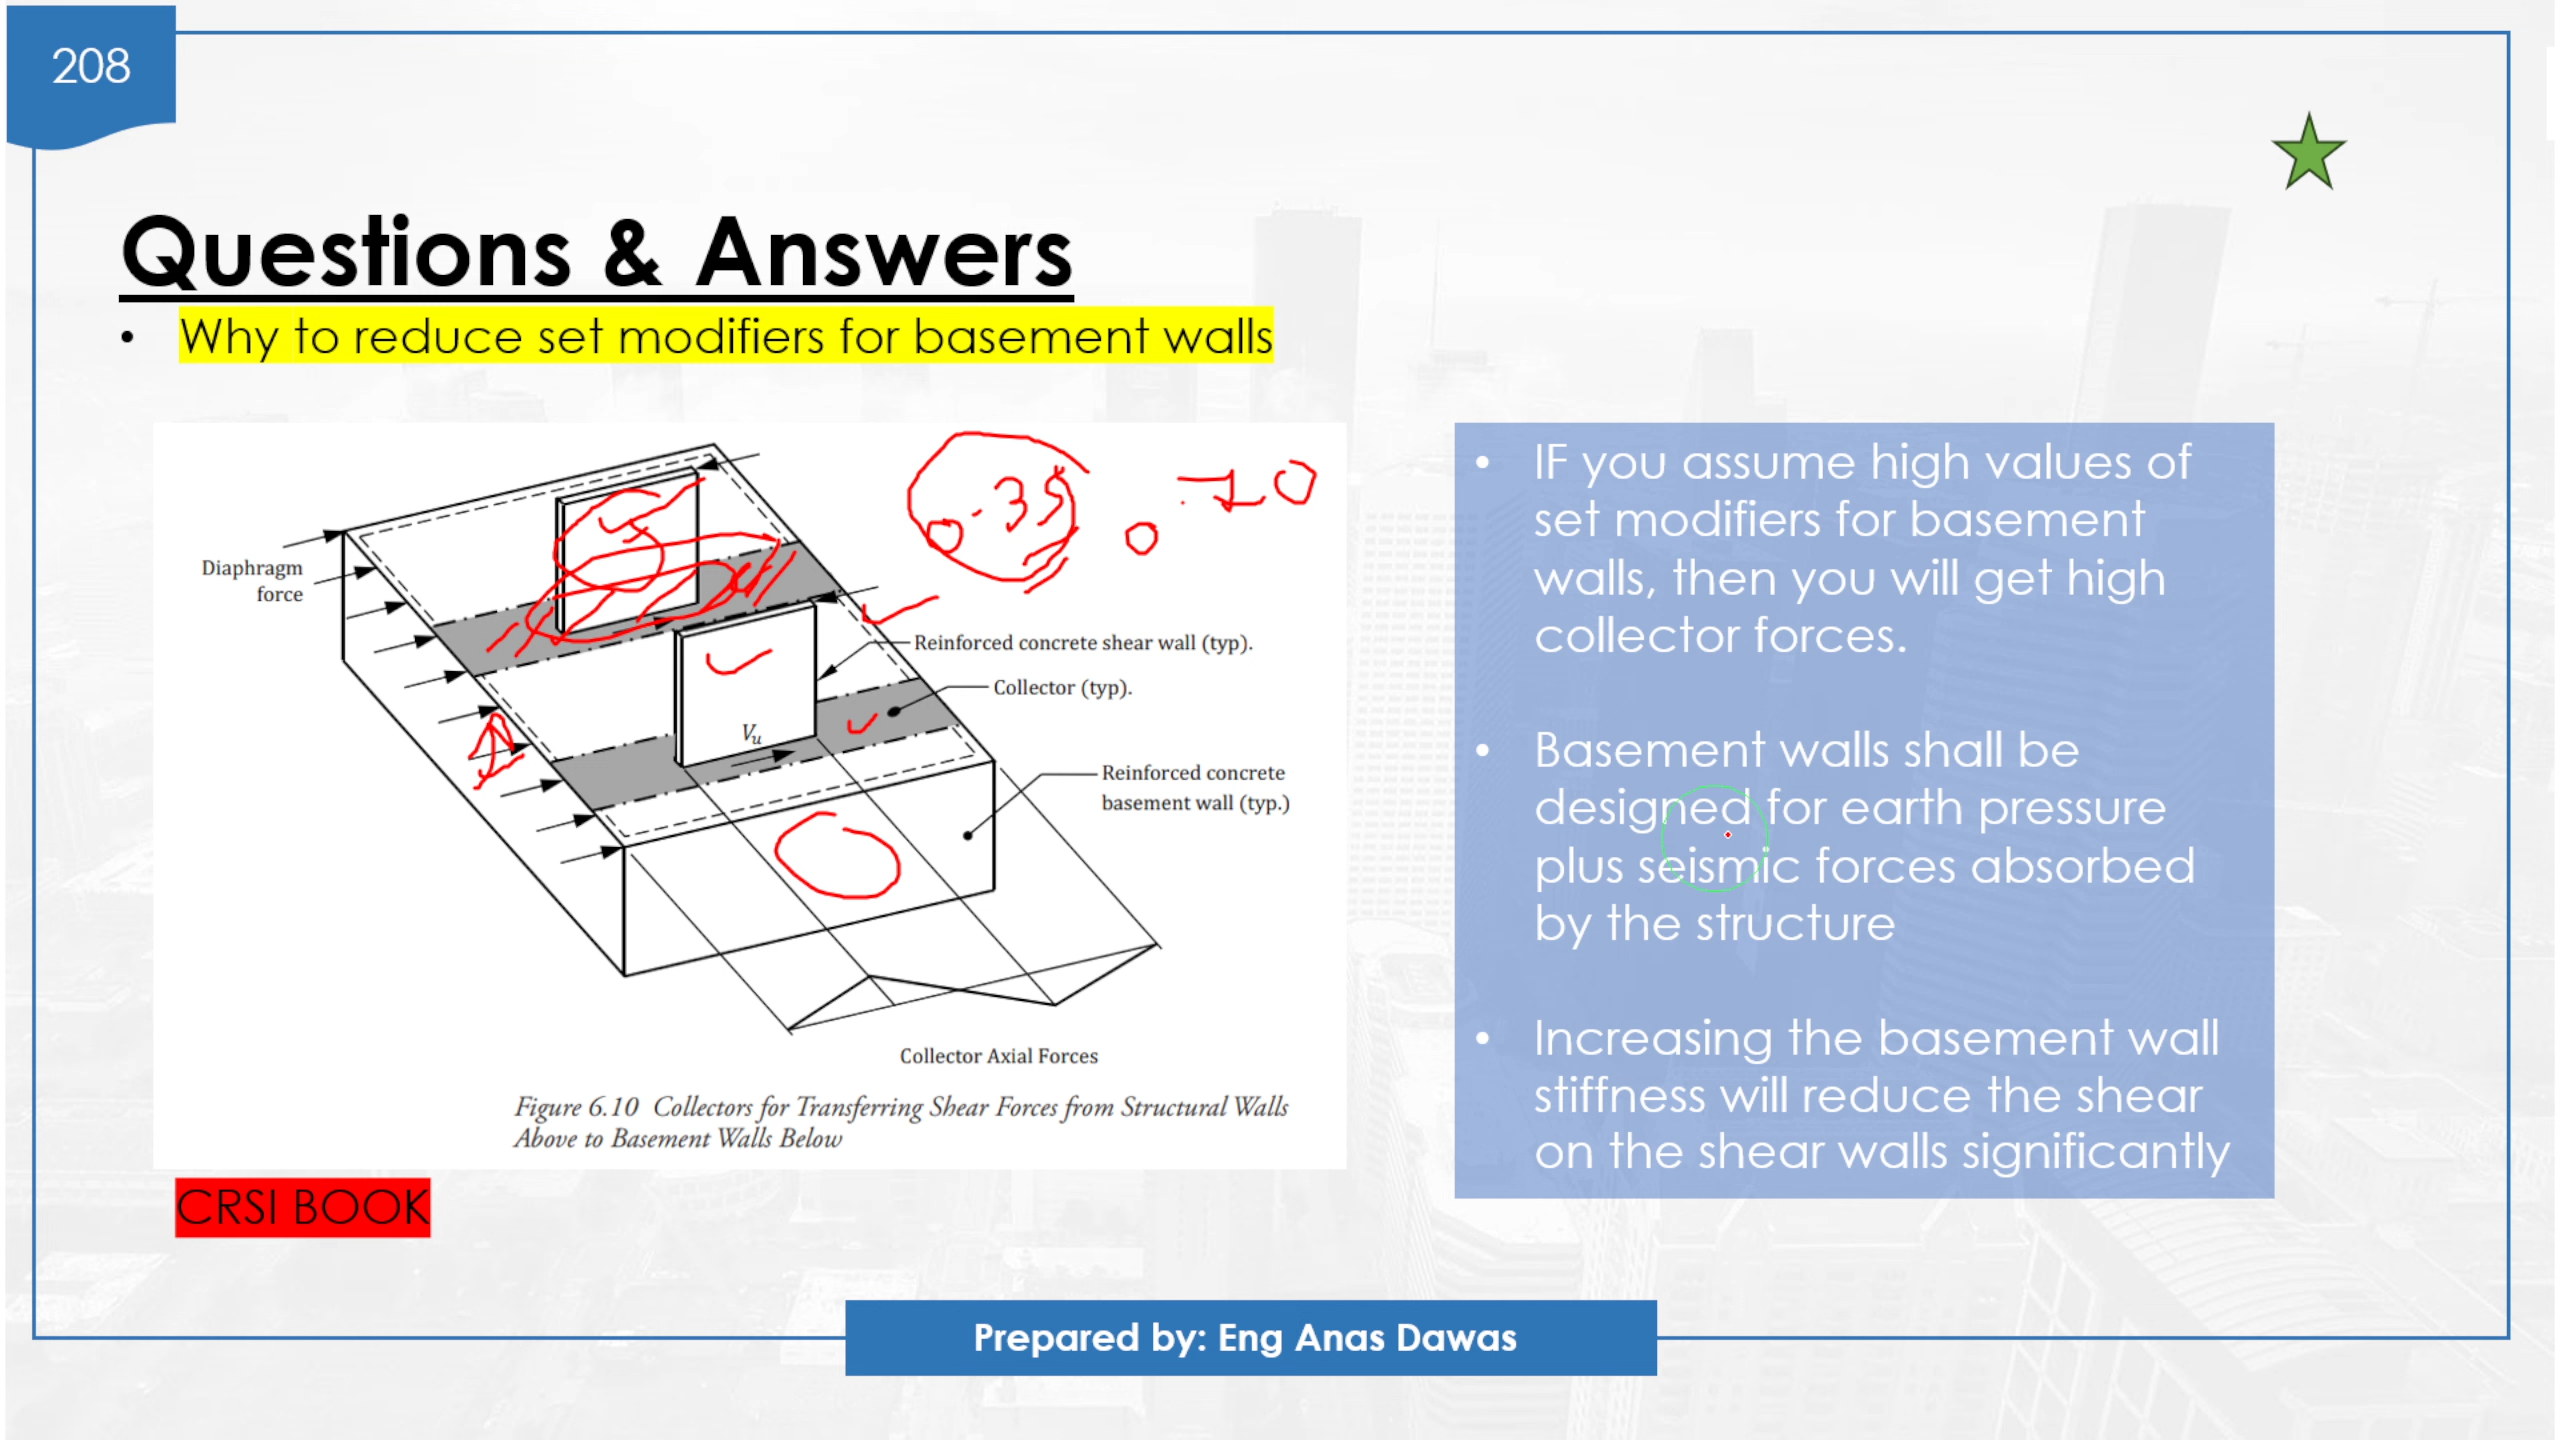 208
Questions & Answers
• Why to reduce set modifiers for basement walls
0.35
0.70
Diaphragm
force
Reinforced concrete shear wall (typ).
Collector (typ).
Vu
Reinforced concrete
basement wall (typ.)
Collector Axial Forces
Figure 6.10 Collectors for Transferring Shear Forces from Structural Walls
Above to Basement Walls Below
CRSI BOOK
• IF you assume high values of
set modifiers for basement
walls, then you will get high
collector forces.
• Basement walls shall be
designed for earth pressure
plus seismic forces absorbed
by the structure
• Increasing the basement wall
stiffness will reduce the shear
on the shear walls significantly
Prepared by: Eng Anas Dawas